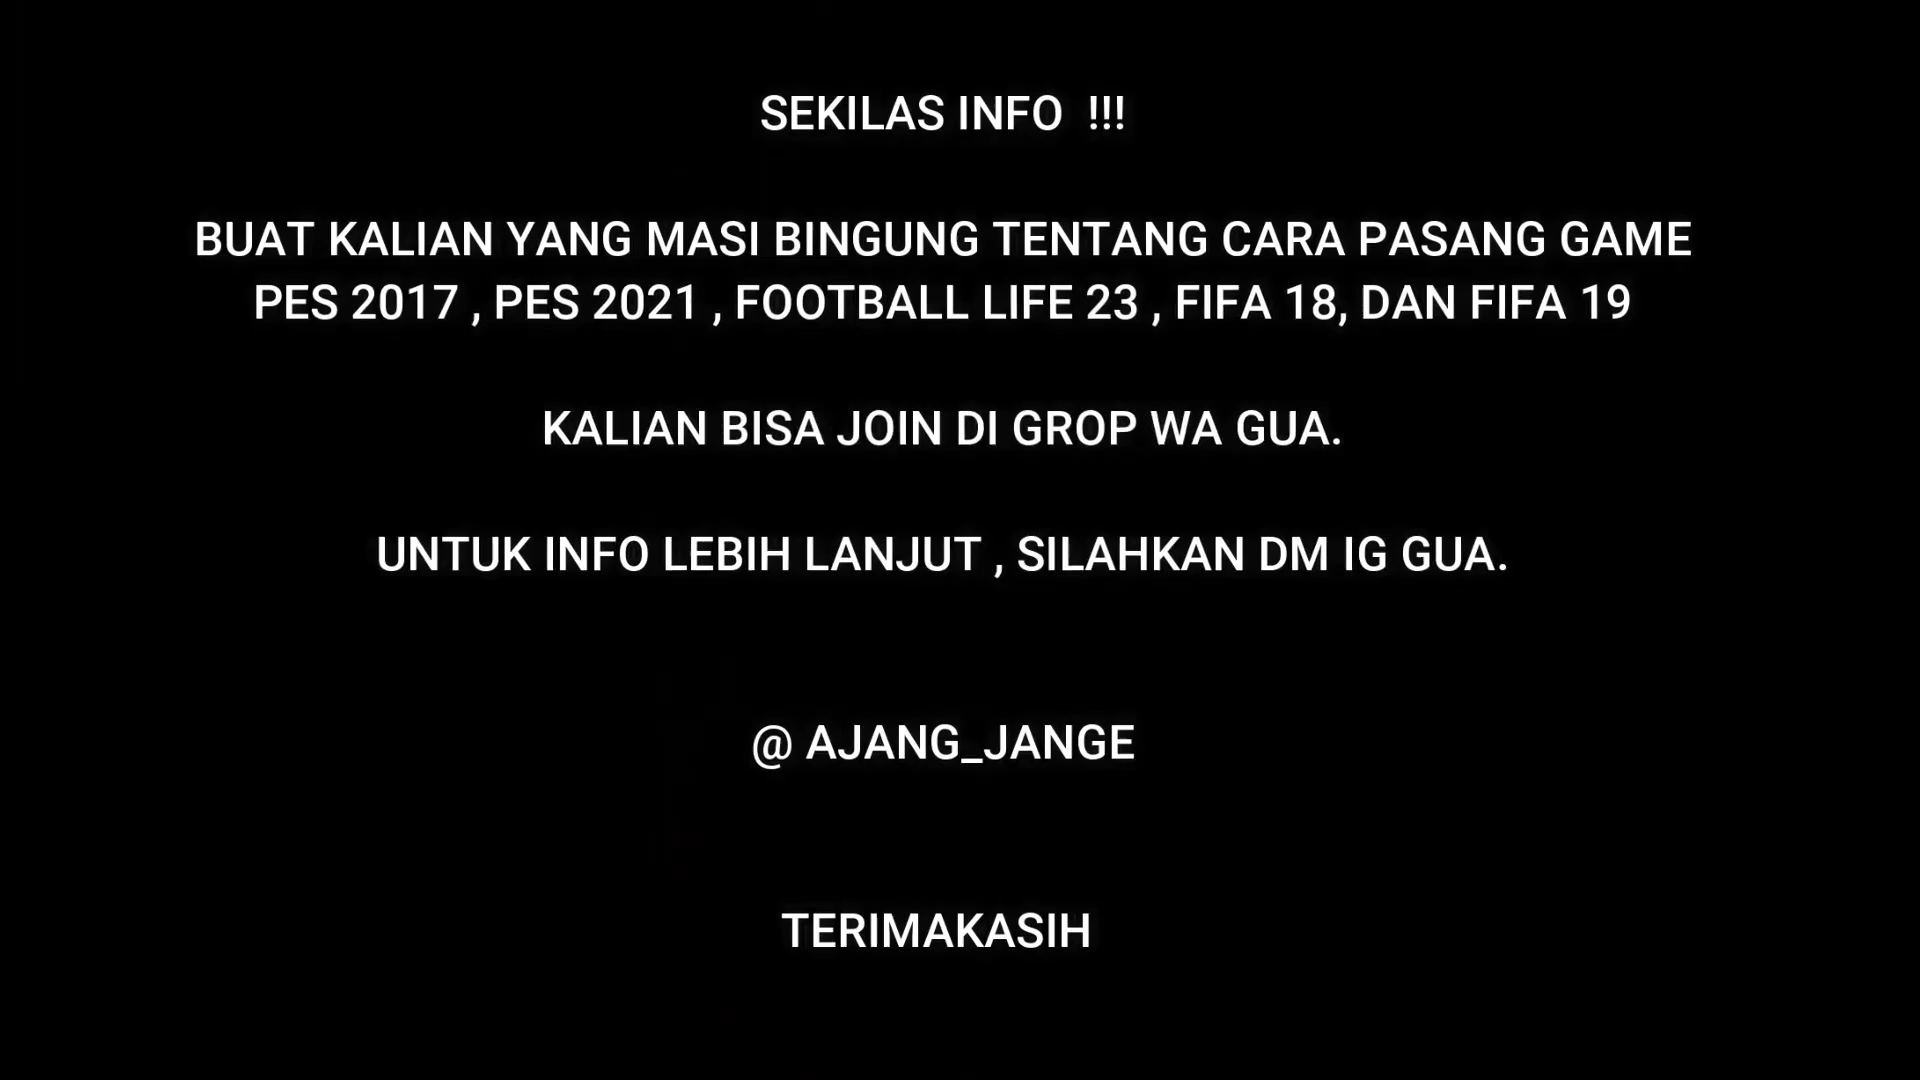 SEKILAS INFO  !!!
BUAT KALIAN YANG MASI BINGUNG TENTANG CARA PASANG GAME
PES 2017 , PES 2021 , FOOTBALL LIFE 23 , FIFA 18, DAN FIFA 19
KALIAN BISA JOIN DI GROP WA GUA.
UNTUK INFO LEBIH LANJUT , SILAHKAN DM IG GUA.
@ AJANG_JANGE
TERIMAKASIH